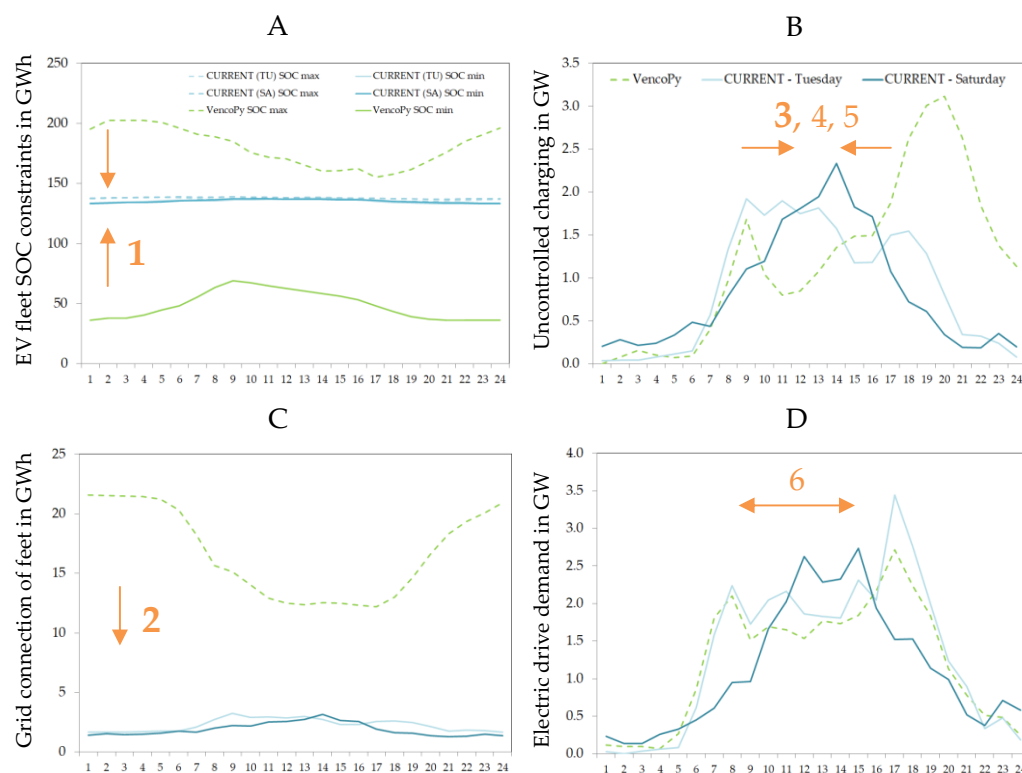 A
EV fleet SOC constraints in GWh
250
200
150
100
50
0
CURRENT (TU) SOC max
CURRENT (TU) SOC min
CURRENT (SA) SOC max
CURRENT (SA) SOC min
VencoPy SOC max
VencoPy SOC min
1
1 2 3 4 5 6 7 8 9 10 11 12 13 14 15 16 17 18 19 20 21 22 23 24
B
Uncontrolled charging in GW
VencoPy
CURRENT - Tuesday
CURRENT - Saturday
3.5
3.0
2.5
2.0
1.5
1.0
0.5
0.0
3, 4, 5
1 2 3 4 5 6 7 8 9 10 11 12 13 14 15 16 17 18 19 20 21 22 23 24
C
Grid connection of feet in GWh
25
20
15
10
5
0
2
1 2 3 4 5 6 7 8 9 10 11 12 13 14 15 16 17 18 19 20 21 22 23 24
D
Electric drive demand in GW
4.0
3.5
3.0
2.5
2.0
1.5
1.0
0.5
0.0
6
1 2 3 4 5 6 7 8 9 10 11 12 13 14 15 16 17 18 19 20 21 22 23 24